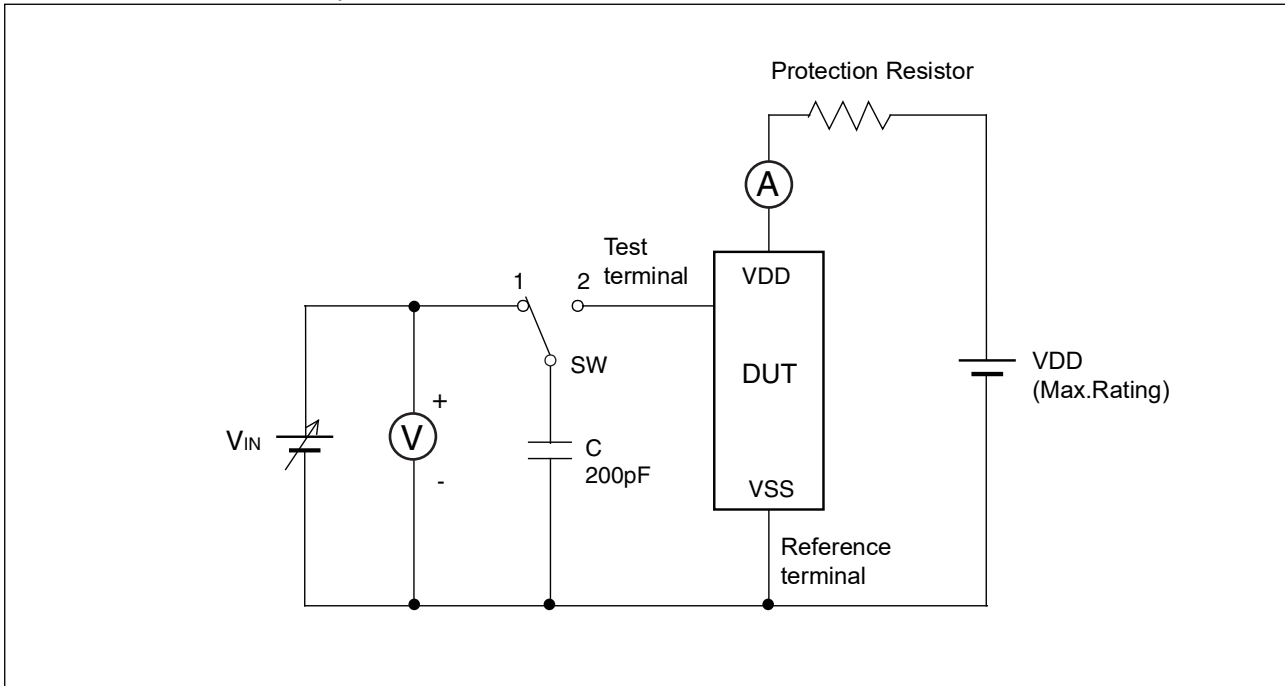 Protection Resistor
A
Test
terminal
1
2
VDD
SW
DUT
VDD
(Max.Rating)
+
VIN
V
C
200pF
-
VSS
Reference
terminal